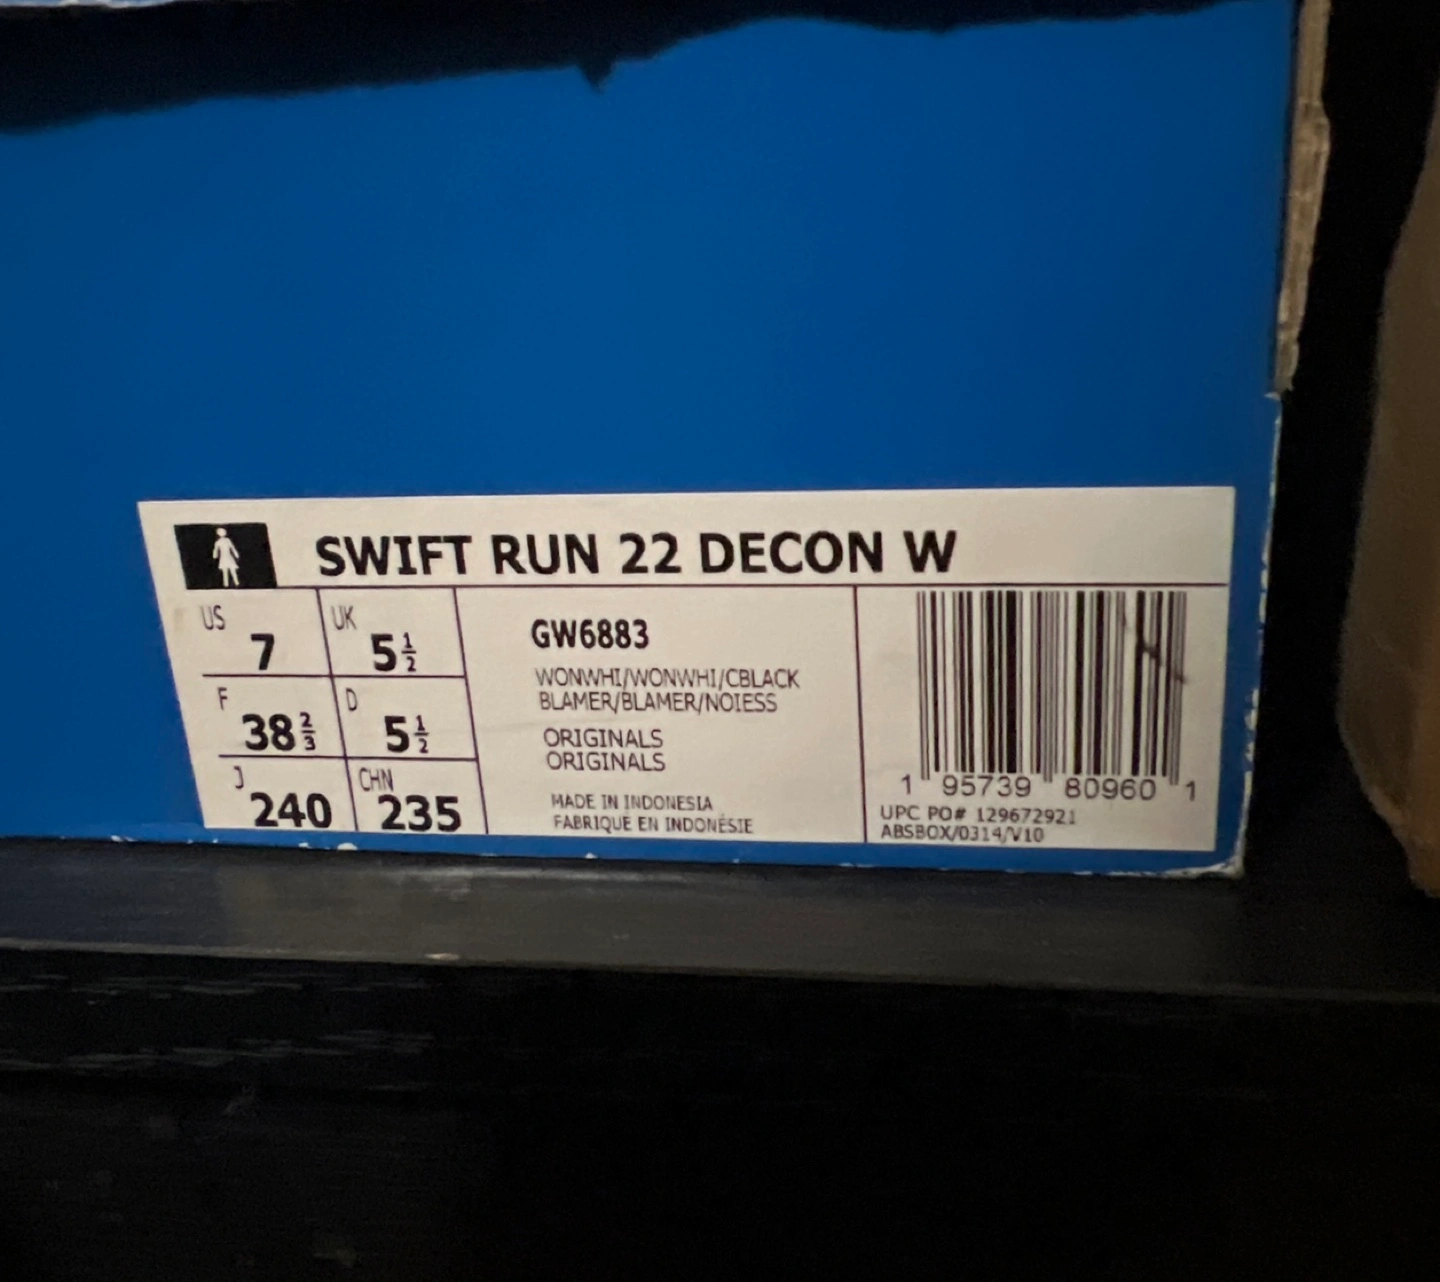 SWIFT RUN 22 DECON W
US 7 UK 5½
F 38⅔ D 5½
J 240 CHN 235
GW6883
WONWHI/WONWHI/CBLACK
BLAMER/BLAMER/NOIESS
ORIGINALS
ORIGINALS
MADE IN INDONESIA
FABRIQUE EN INDONÉSIE
1 95739 80960 1
UPC PO# 129672921
ABSBOX/0314/V10